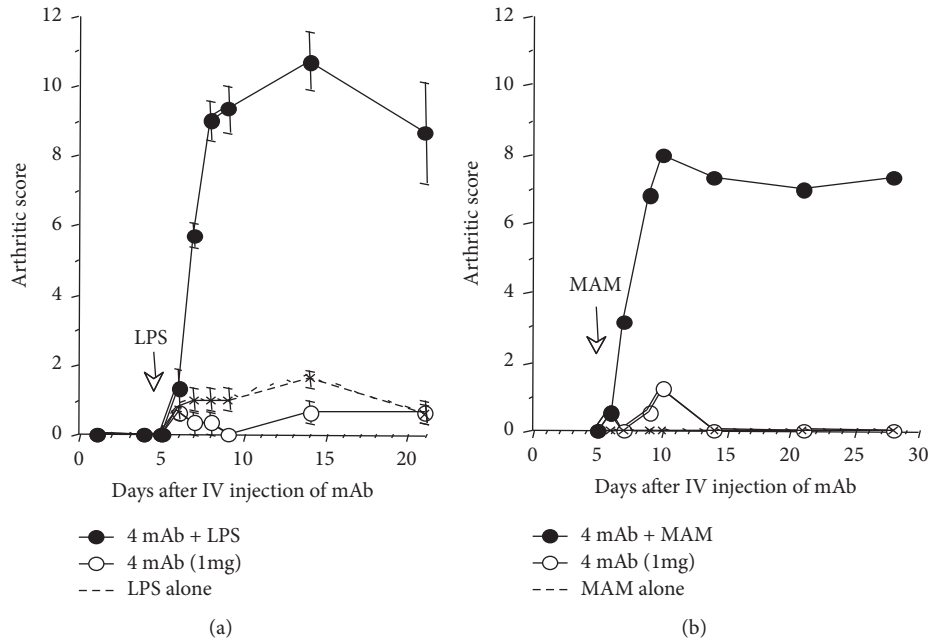 12
10
8
6
4
2
0
Arthritic score
LPS
0 5 10 15 20
Days after IV injection of mAb
4 mAb + LPS
4 mAb (1mg)
LPS alone
(a)
12
10
8
6
4
2
0
Arthritic score
MAM
0 5 10 15 20 25 30
Days after IV injection of mAb
4 mAb + MAM
4 mAb (1mg)
MAM alone
(b)